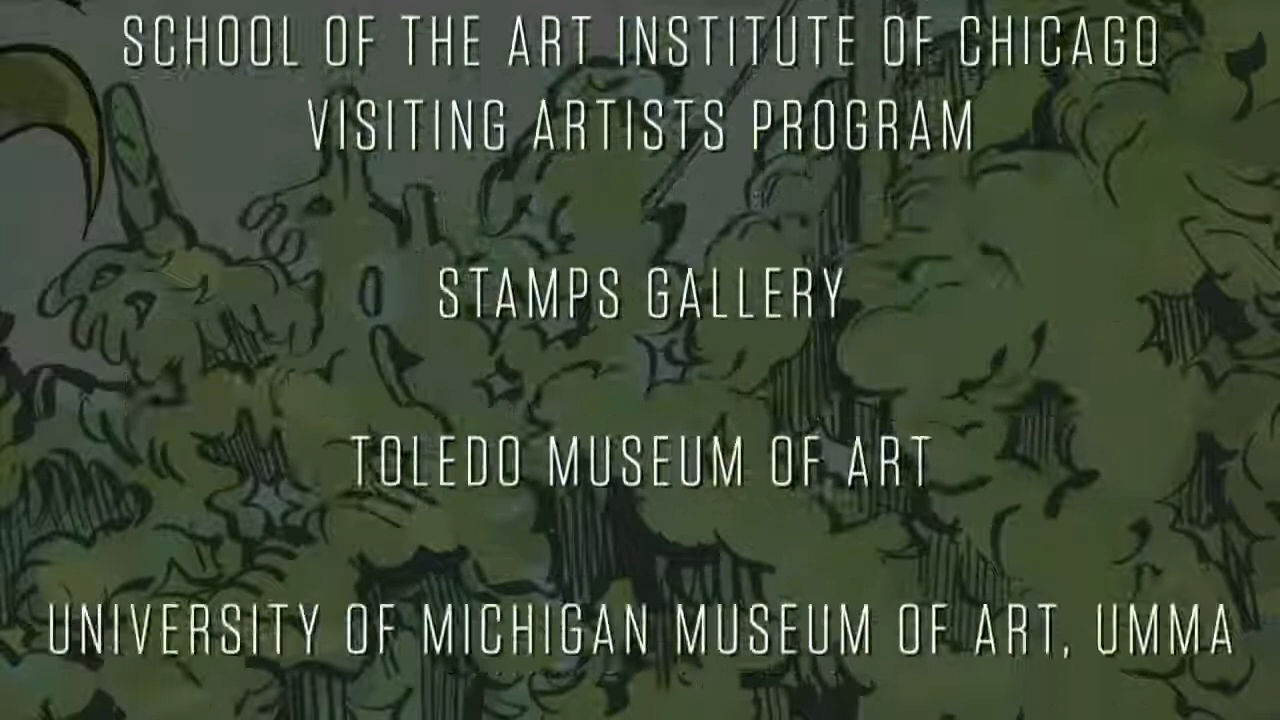 SCHOOL OF THE ART INSTITUTE OF CHICAGO
VISITING ARTISTS PROGRAM
STAMPS GALLERY
TOLEDO MUSEUM OF ART
UNIVERSITY OF MICHIGAN MUSEUM OF ART, UMMA